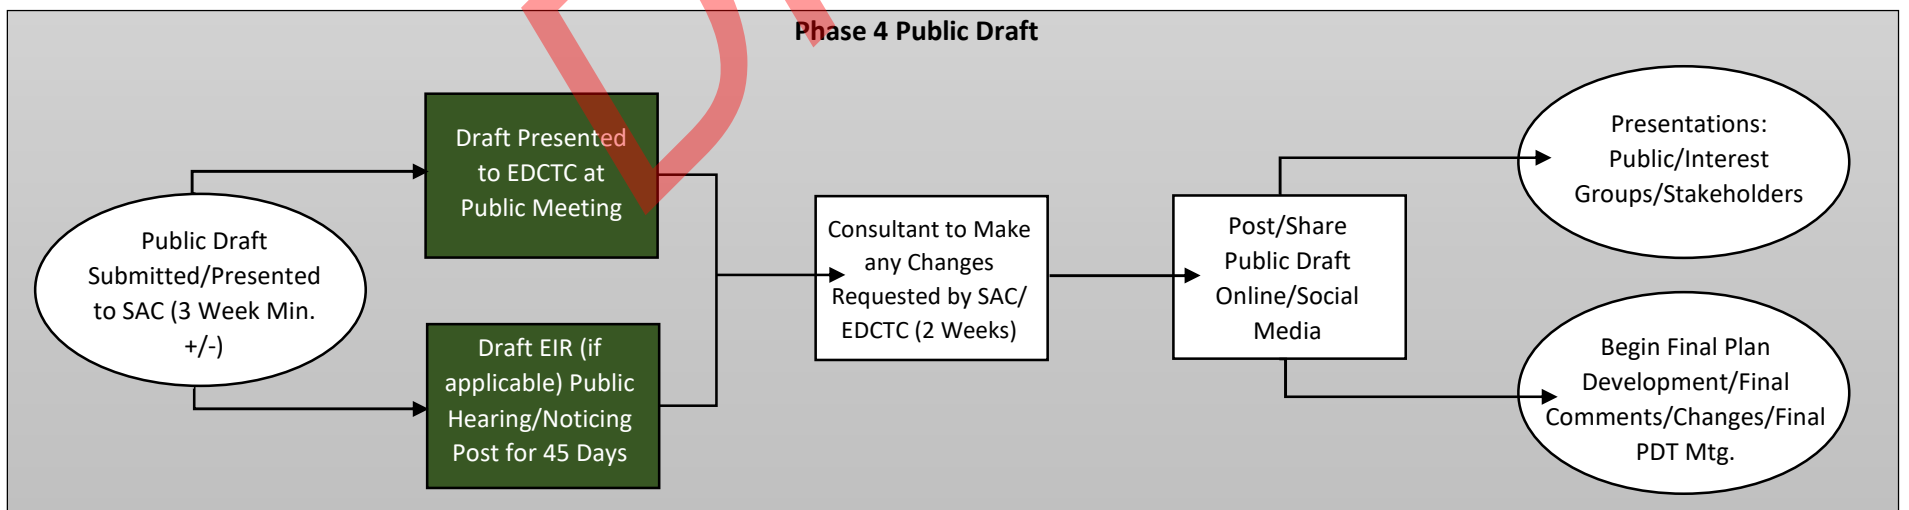 Phase 4 Public Draft
Public Draft
Submitted/Presented
to SAC (3 Week Min.
+/-)
Draft Presented
to EDCTC at
Public Meeting
Draft EIR (if
applicable) Public
Hearing/Noticing
Post for 45 Days
Consultant to Make
any Changes
Requested by SAC/
EDCTC (2 Weeks)
Post/Share
Public Draft
Online/Social
Media
Presentations:
Public/Interest
Groups/Stakeholders
Begin Final Plan
Development/Final
Comments/Changes/Final
PDT Mtg.